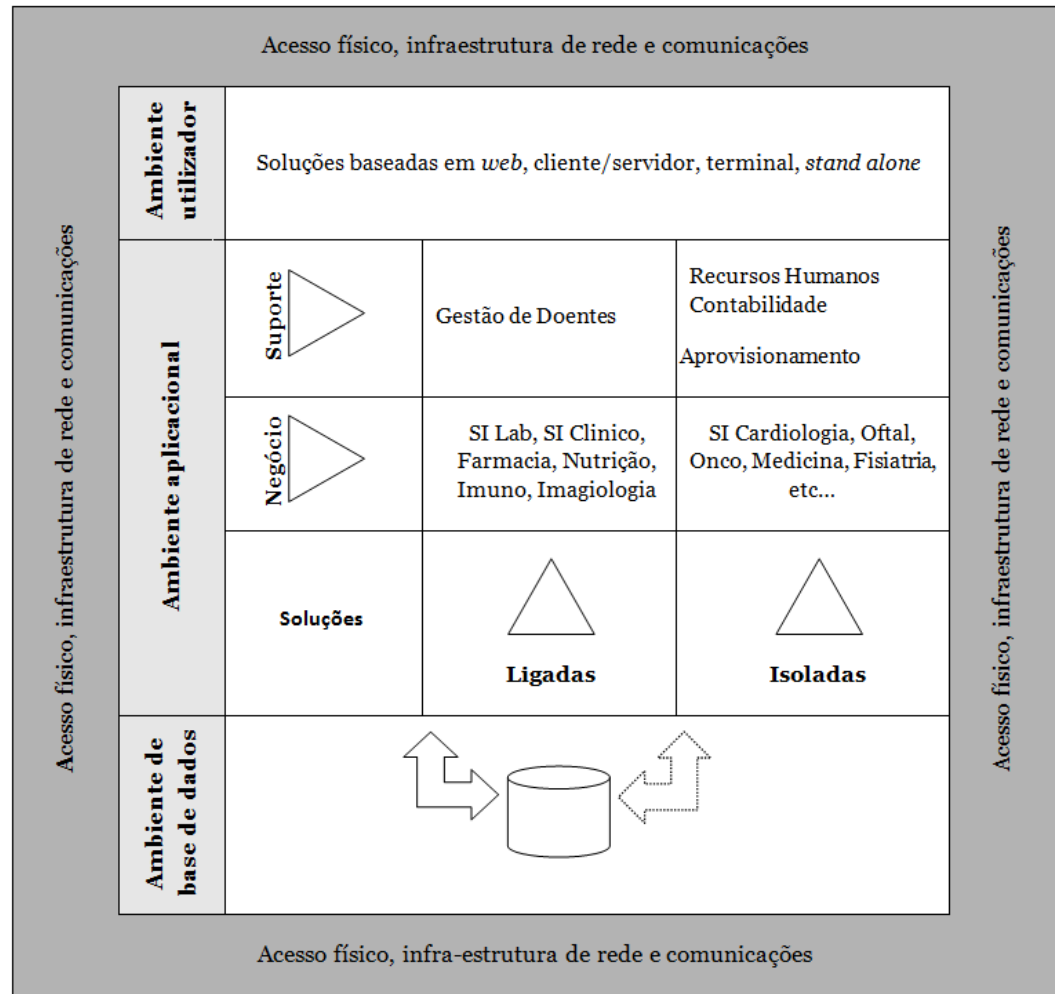 Acesso físico, infraestrutura de rede e comunicações
Acesso físico, infraestrutura de rede e comunicações
Ambiente
utilizador
Soluções baseadas em web, cliente/servidor, terminal, stand alone
Ambiente aplicacional
Suporte
Gestão de Doentes
Recursos Humanos
Contabilidade
Aprovisionamento
Negócio
SI Lab, SI Clinico,
Farmacia, Nutrição,
Imuno, Imagiologia
SI Cardiologia, Oftal,
Onco, Medicina, Fisiatria,
etc...
Soluções
Ligadas
Isoladas
Ambiente de
base de dados
Acesso físico, infraestrutura de rede e comunicações
Acesso físico, infra-estrutura de rede e comunicações